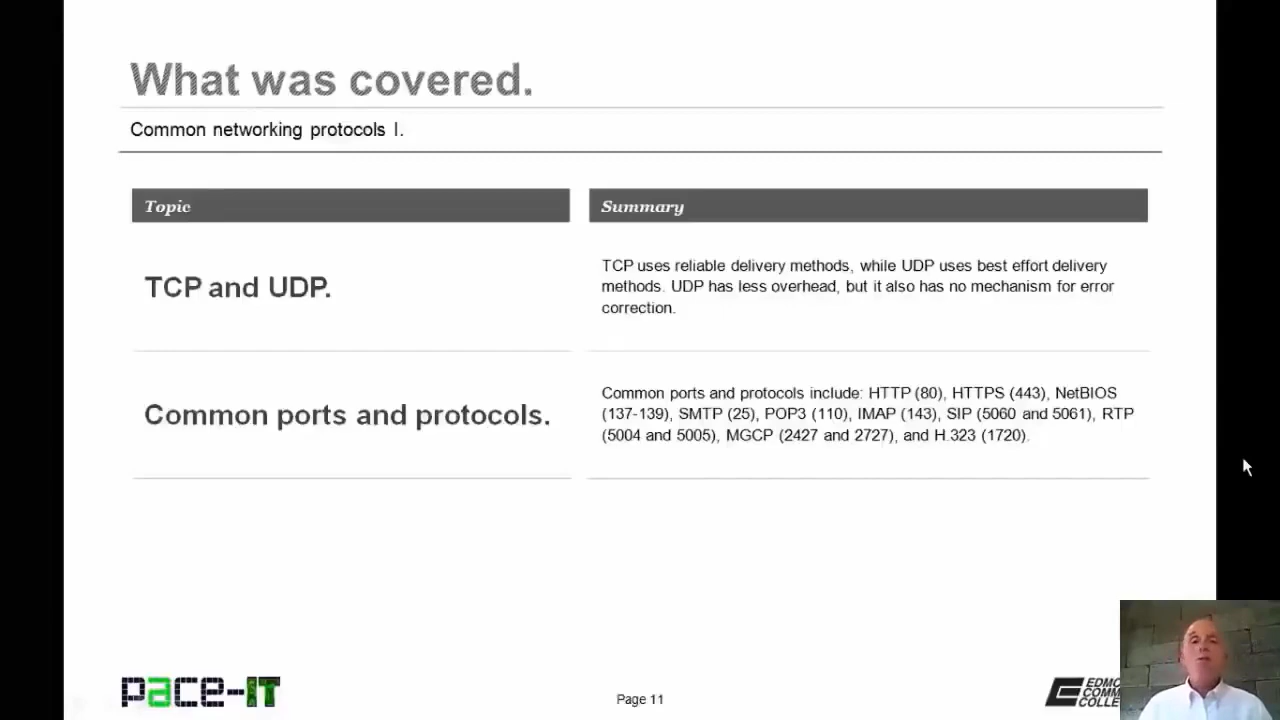 What was covered.
Common networking protocols I.
Topic
Summary
TCP and UDP.
TCP uses reliable delivery methods, while UDP uses best effort delivery
methods. UDP has less overhead, but it also has no mechanism for error
correction.
Common ports and protocols.
Common ports and protocols include: HTTP (80), HTTPS (443), NetBIOS
(137-139), SMTP (25), POP3 (110), IMAP (143), SIP (5060 and 5061), RTP
(5004 and 5005), MGCP (2427 and 2727), and H.323 (1720).
pace-IT
Page 11